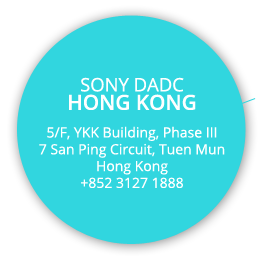 SONY DADC
HONG KONG
5/F, YKK Building, Phase III
7 San Ping Circuit, Tuen Mun
Hong Kong
+852 3127 1888